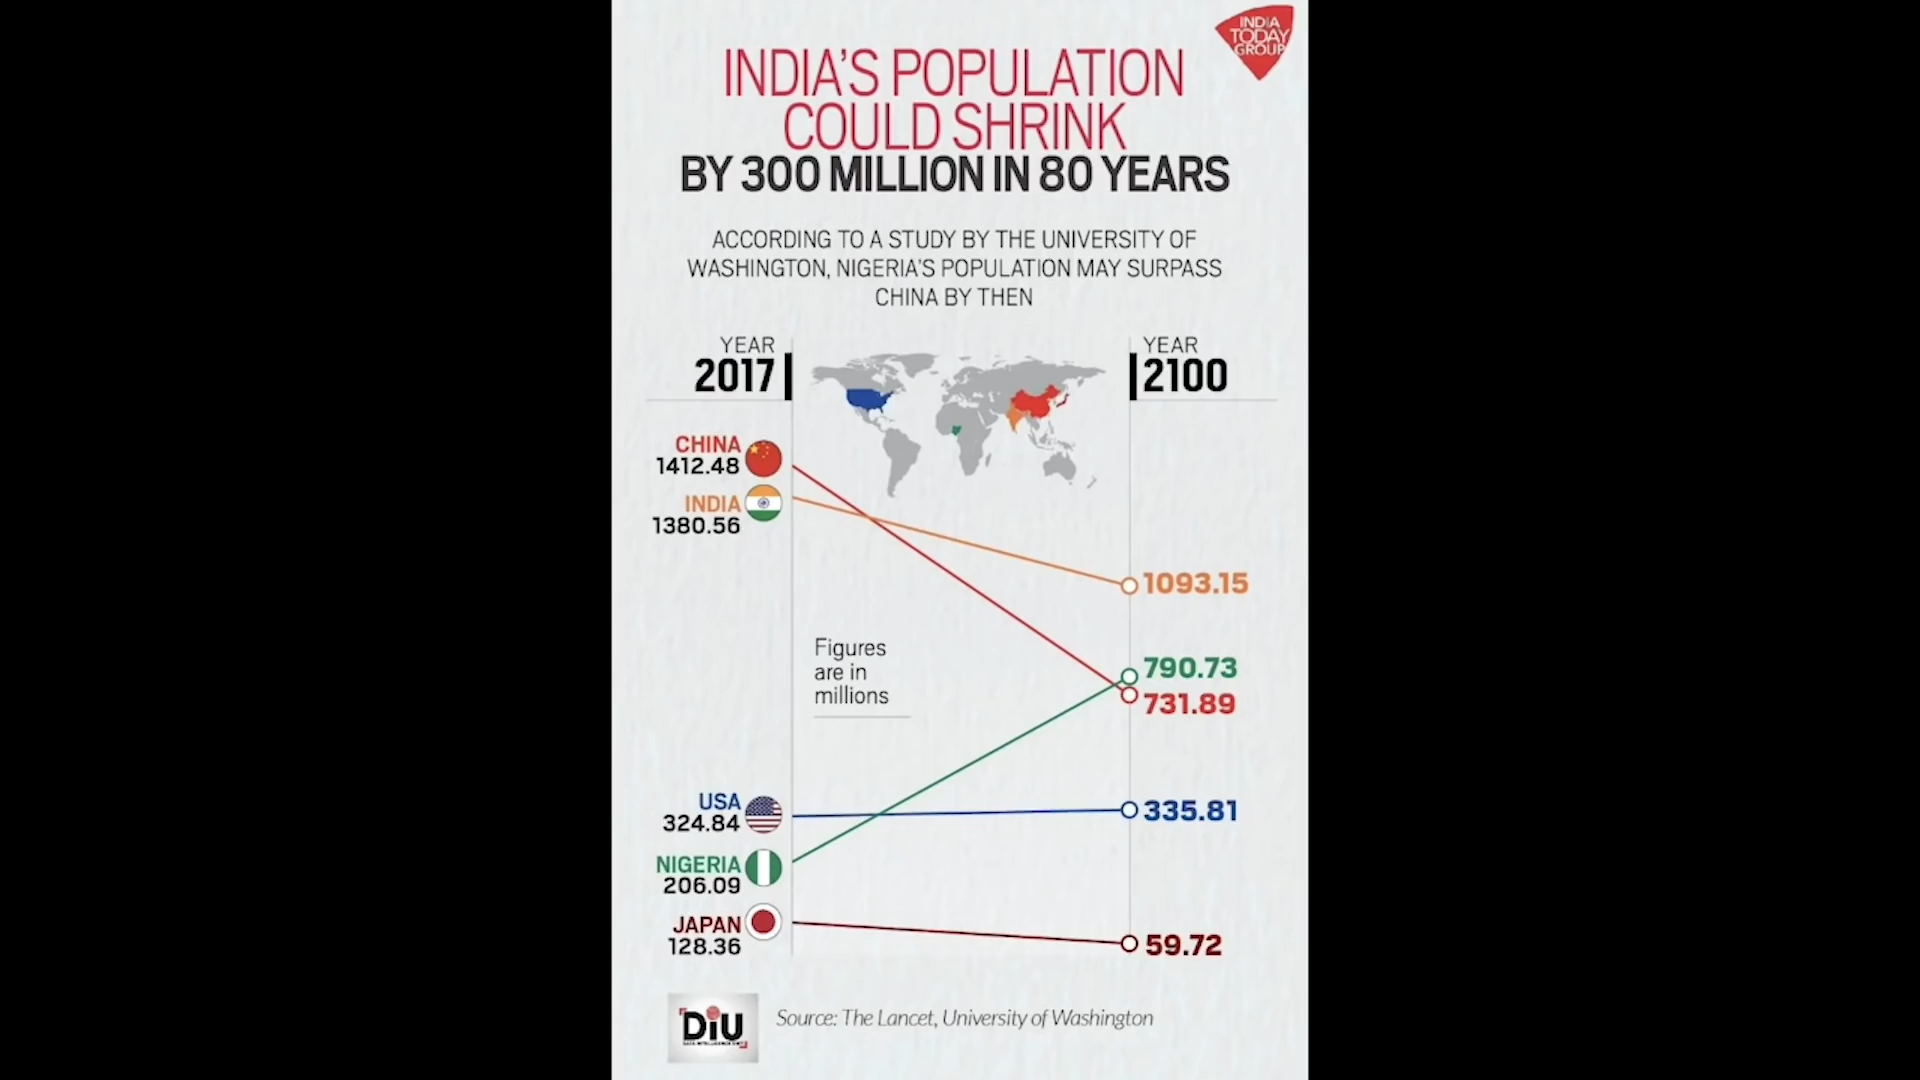 INDIA
TODAY
GROUP
INDIA'S POPULATION
COULD SHRINK
BY 300 MILLION IN 80 YEARS
ACCORDING TO A STUDY BY THE UNIVERSITY OF
WASHINGTON, NIGERIA'S POPULATION MAY SURPASS
CHINA BY THEN
YEAR
2017
YEAR
2100
CHINA
1412.48
INDIA
1380.56
1093.15
Figures
are in
millions
790.73
731.89
USA
324.84
335.81
NIGERIA
206.09
JAPAN
128.36
59.72
DiU
DATA INTELLIGENCE UNIT
Source: The Lancet, University of Washington